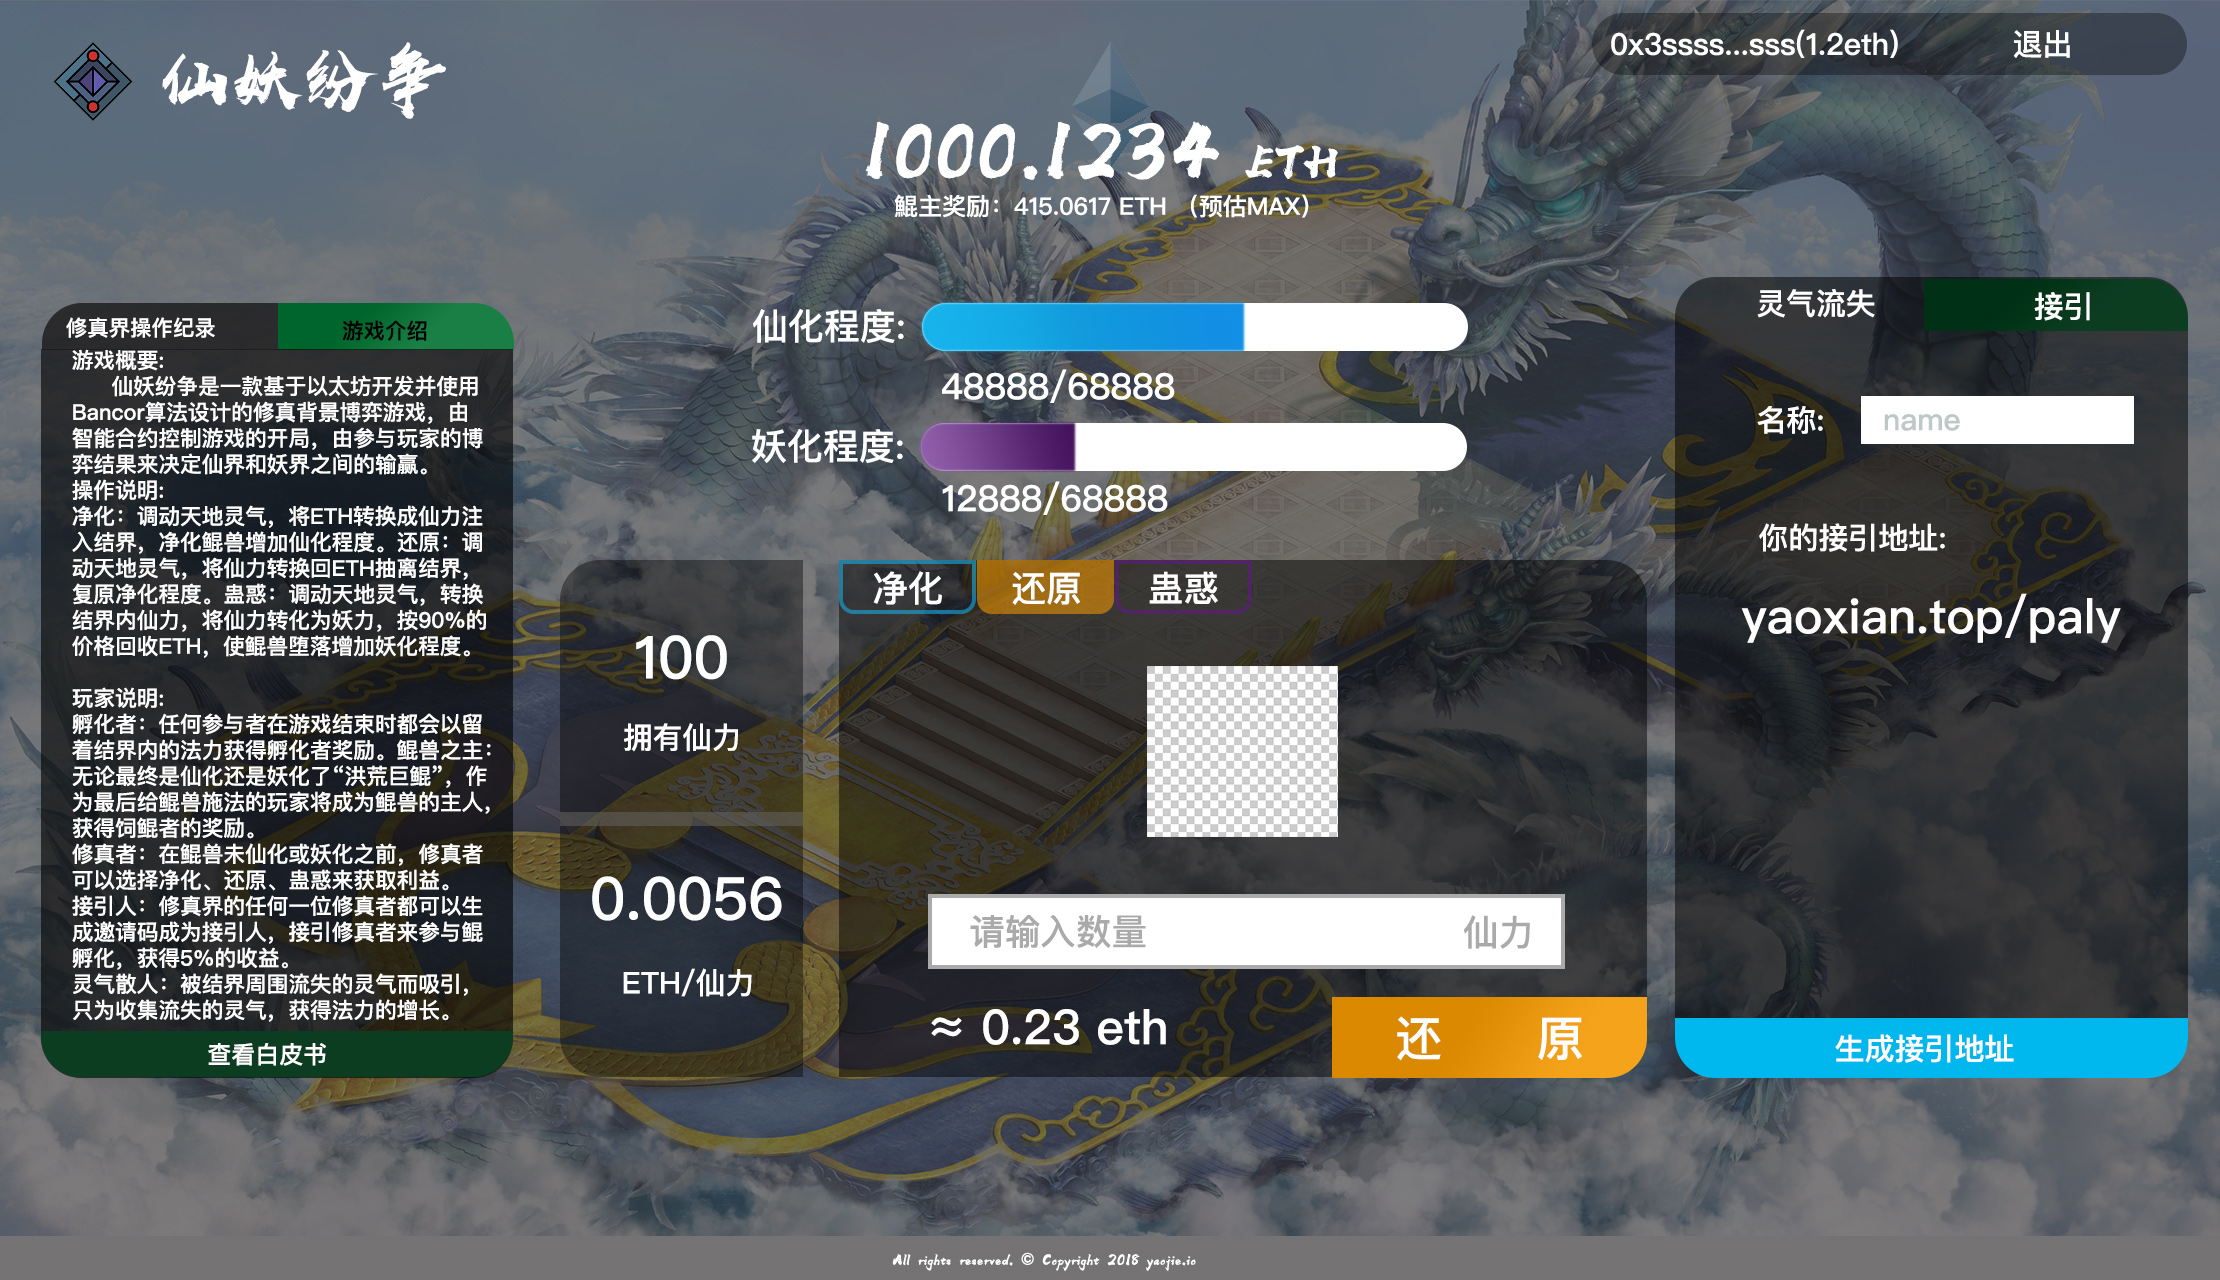 仙妖纷争
0x3ssss...sss(1.2eth)
退出
1000.1234 ETH
鲲主奖励：415.0617 ETH （预估MAX）
修真界操作纪录
游戏介绍
游戏概要:
仙妖纷争是一款基于以太坊开发并使用
Bancor算法设计的修真背景博弈游戏，由
智能合约控制游戏的开局，由参与玩家的博
弈结果来决定仙界和妖界之间的输赢。
操作说明:
净化：调动天地灵气，将ETH转换成仙力注
入结界，净化鲲兽增加仙化程度。还原：调
动天地灵气，将仙力转换回ETH抽离结界，
复原净化程度。蛊惑：调动天地灵气，转换
结界内仙力，将仙力转化为妖力，按90%的
价格回收ETH，使鲲兽堕落增加妖化程度。
玩家说明:
孵化者：任何参与者在游戏结束时都会以留
着结界内的法力获得孵化者奖励。鲲兽之主：
无论最终是仙化还是妖化了“洪荒巨鲲”，作
为最后给鲲兽施法的玩家将成为鲲兽的主人，
获得饲鲲者的奖励。
修真者：在鲲兽未仙化或妖化之前，修真者
可以选择净化、还原、蛊惑来获取利益。
接引人：修真界的任何一位修真者都可以生
成邀请码成为接引人，接引修真者来参与鲲
孵化，获得5%的收益。
灵气散人：被结界周围流失的灵气而吸引，
只为收集流失的灵气，获得法力的增长。
查看白皮书
仙化程度:
48888/68888
妖化程度:
12888/68888
100
拥有仙力
0.0056
ETH/仙力
净化
还原
蛊惑
请输入数量
仙力
≈ 0.23 eth
还 原
灵气流失
接引
名称:
name
你的接引地址:
yaoxian.top/paly
生成接引地址
All rights reserved. © Copyright 2018 yaojie.io